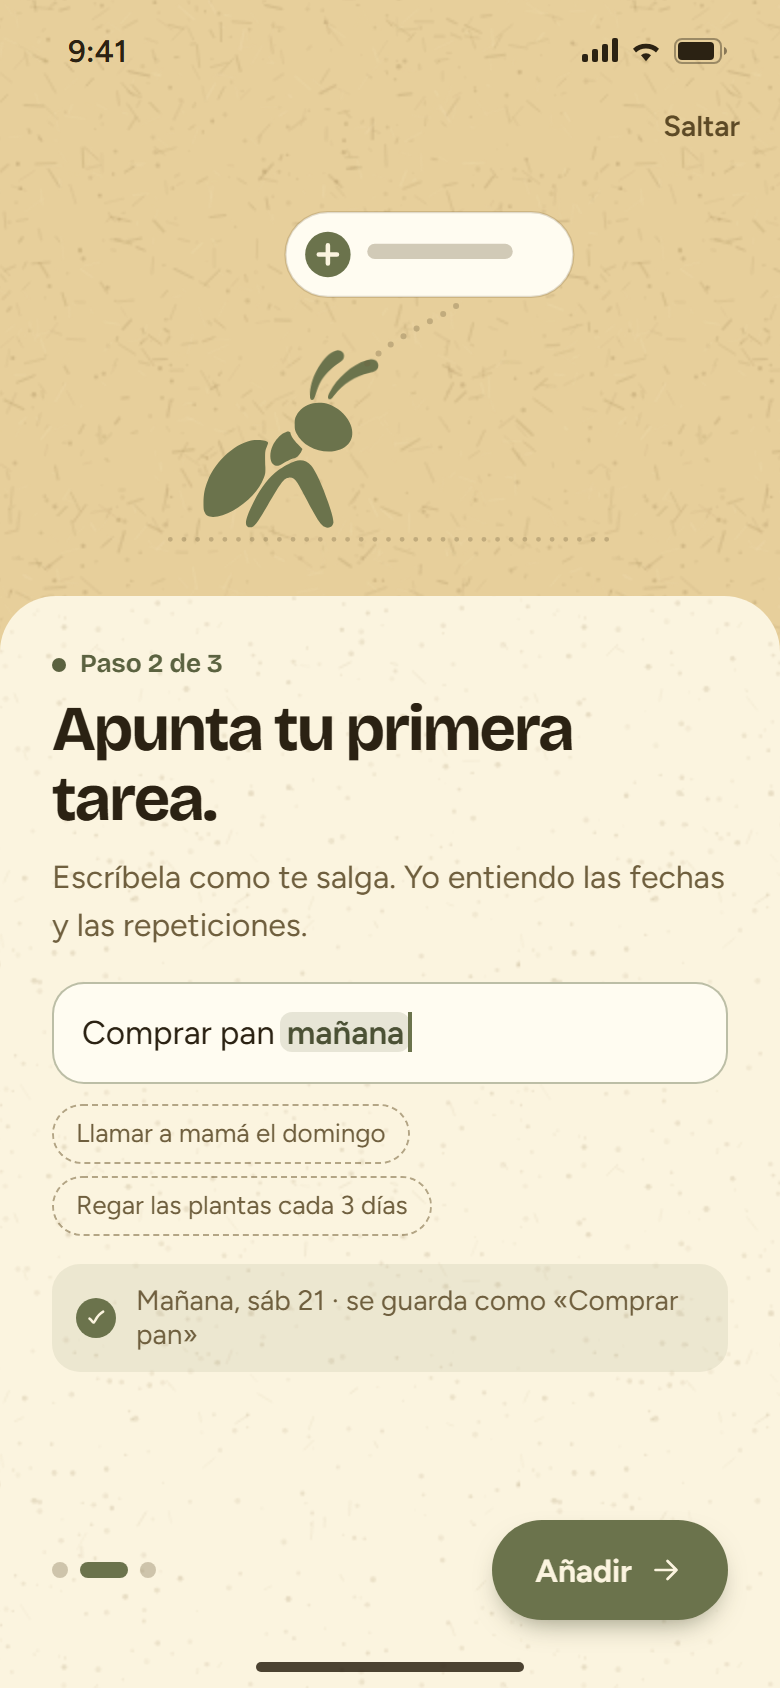 9:41
Saltar
Paso 2 de 3
Apunta tu primera
tarea.
Escríbela como te salga. Yo entiendo las fechas
y las repeticiones.
Comprar pan mañana
Llamar a mamá el domingo
Regar las plantas cada 3 días
Mañana, sáb 21 · se guarda como «Comprar
pan»
Añadir →